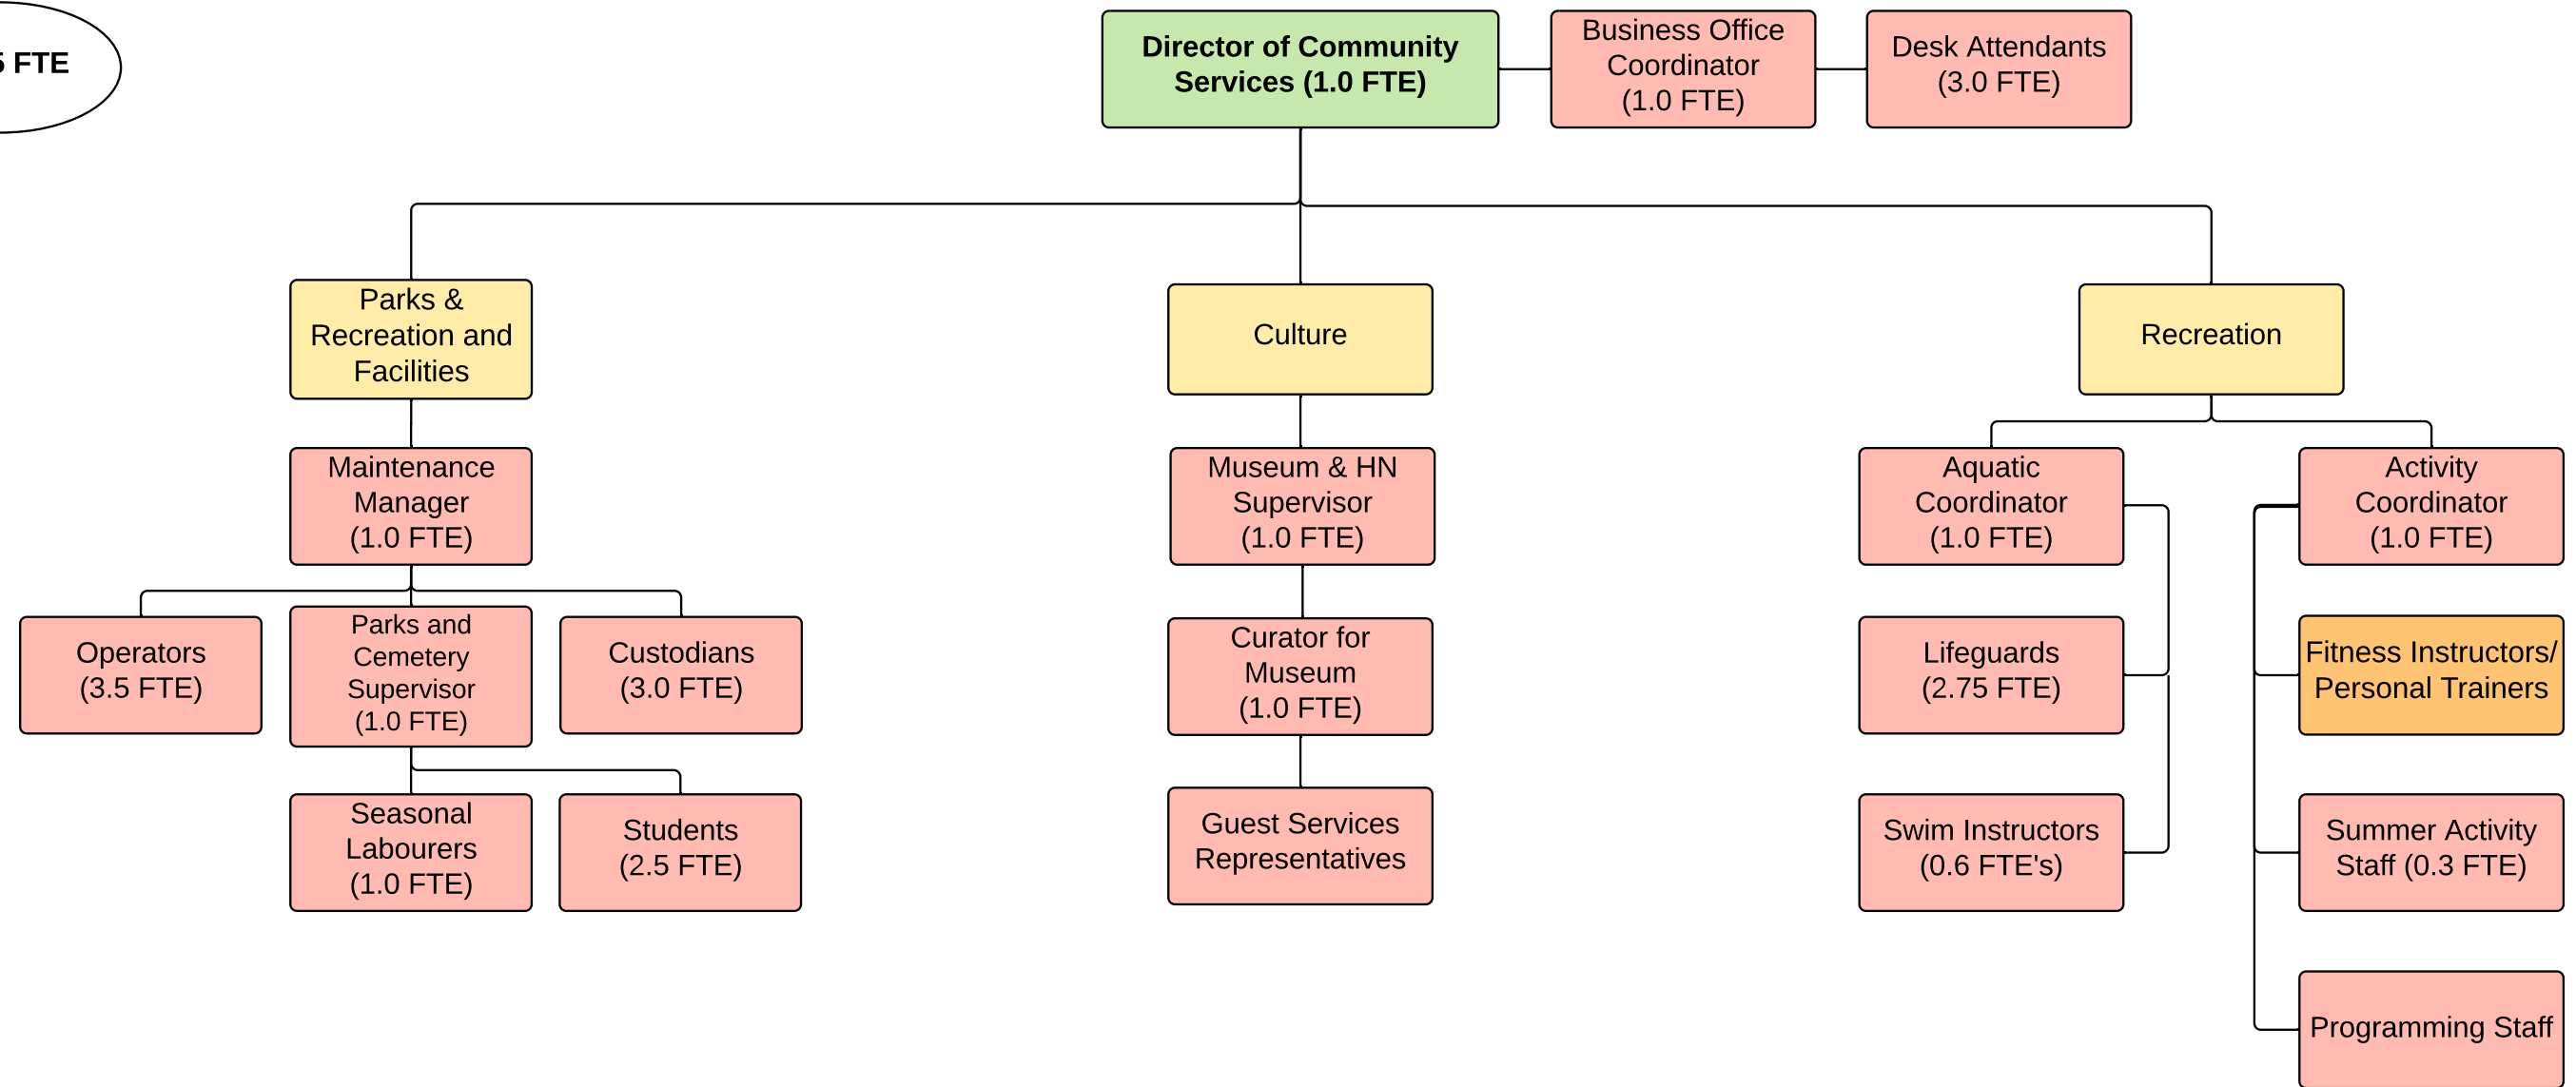 FTE
Director of Community
Services (1.0 FTE)
Business Office
Coordinator
(1.0 FTE)
Desk Attendants
(3.0 FTE)
Parks &
Recreation and
Facilities
Culture
Recreation
Maintenance
Manager
(1.0 FTE)
Museum & HN
Supervisor
(1.0 FTE)
Aquatic
Coordinator
(1.0 FTE)
Activity
Coordinator
(1.0 FTE)
Operators
(3.5 FTE)
Parks and
Cemetery
Supervisor
(1.0 FTE)
Custodians
(3.0 FTE)
Curator for
Museum
(1.0 FTE)
Lifeguards
(2.75 FTE)
Fitness Instructors/
Personal Trainers
Seasonal
Labourers
(1.0 FTE)
Students
(2.5 FTE)
Guest Services
Representatives
Swim Instructors
(0.6 FTE's)
Summer Activity
Staff (0.3 FTE)
Programming Staff